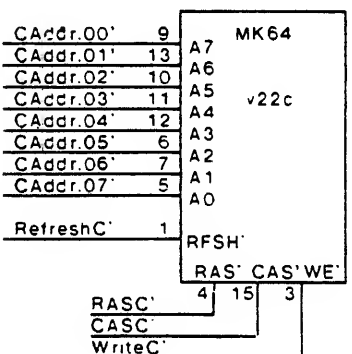 CAddr.00' 9 A7 MK64
CAddr.01' 13 A6
CAddr.02' 10 A5 v22c
CAddr.03' 11 A4
CAddr.04' 12 A3
CAddr.05' 6 A2
CAddr.06' 7 A1
CAddr.07' 5 A0
RefreshC' 1 RFSH'
RAS' CAS' WE'
4 15 3
RASC'
CASC'
WriteC'